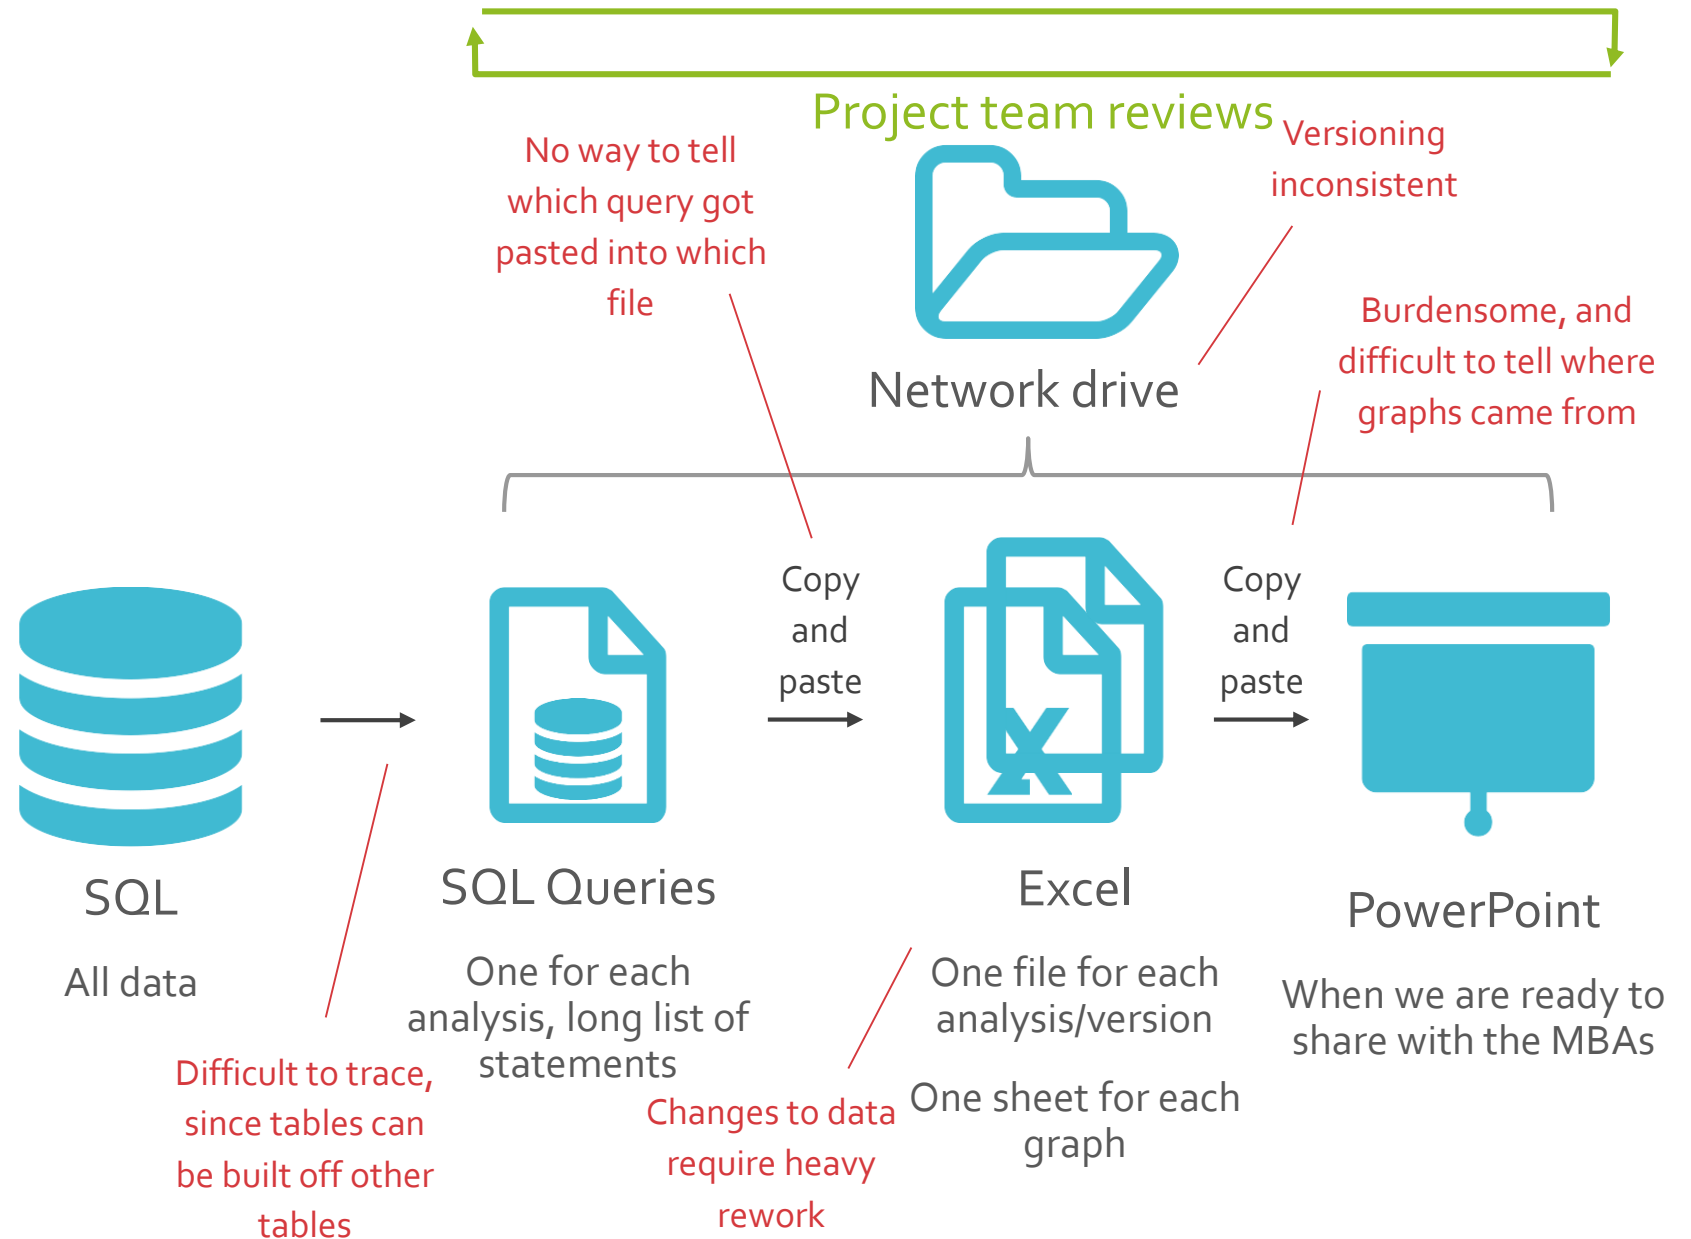 Project team reviews
No way to tell
which query got
pasted into which
file
Versioning
inconsistent
Network drive
Burdensome, and
difficult to tell where
graphs came from
Copy
and
paste
Copy
and
paste
X
SQL
All data
SQL Queries
One for each
analysis, long list of
statements
Excel
One file for each
analysis/version
One sheet for each
graph
PowerPoint
When we are ready to
share with the MBAs
Difficult to trace,
since tables can
be built off other
tables
Changes to data
require heavy
rework